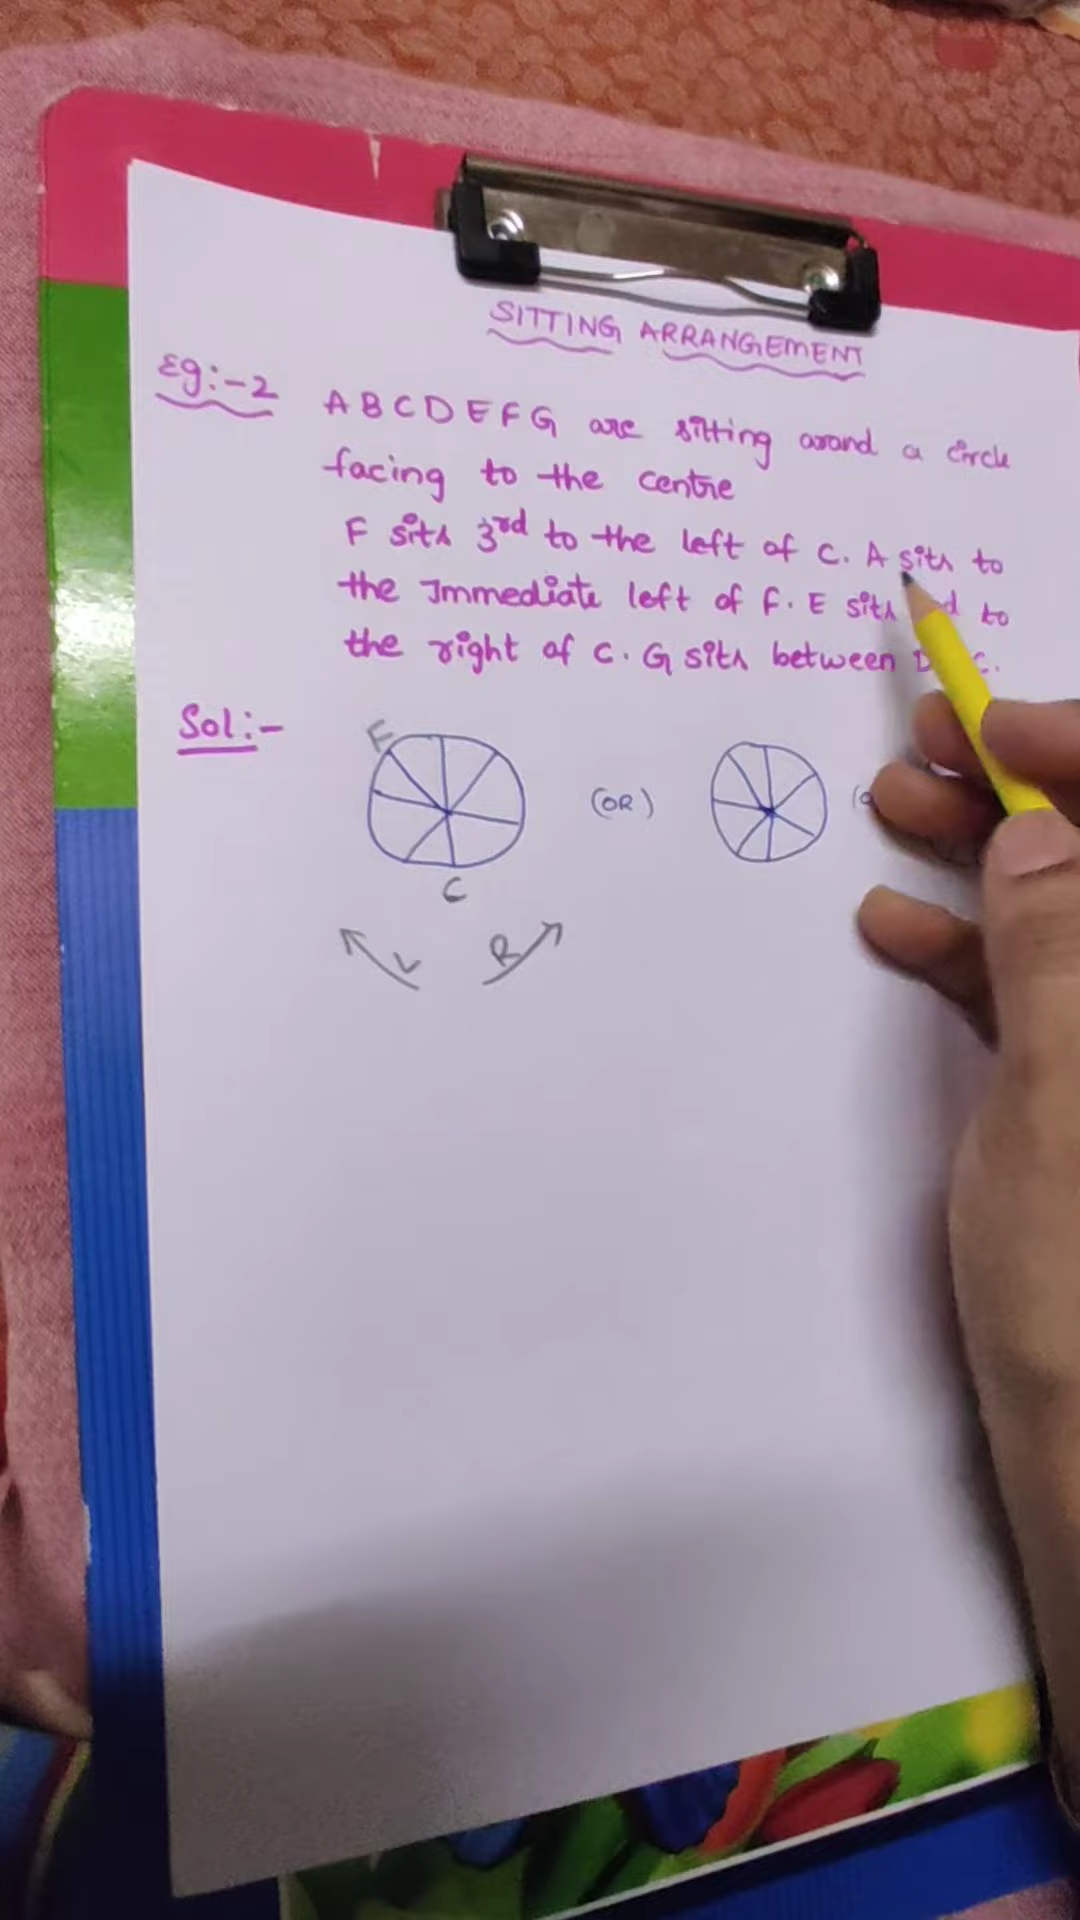 SITTING ARRANGEMENT
Eg:-2 A B C D E F G are sitting arond a circle
facing to the centre
F sits 3rd to the left of C. A sits to
the Immediate left of F. E sits d to
the right of C. G sits between D C.
Sol:-
F
(OR)
C
L R